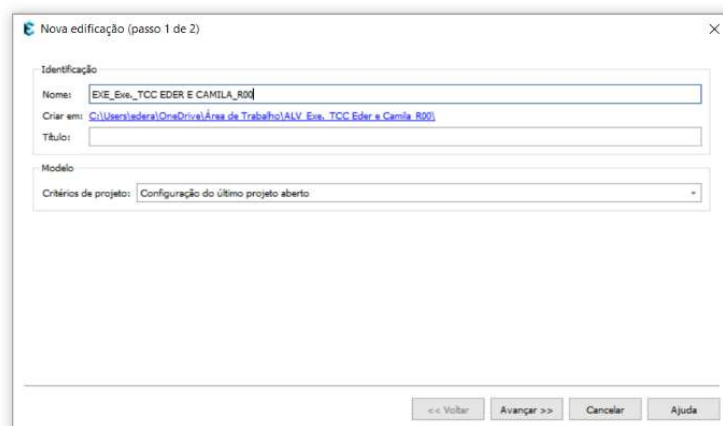 Nova edificação (passo 1 de 2)
Identificação
Nome: EXE_Exe._TCC EDER E CAMILA_R00
Criar em: C:\Users\edera\OneDrive\Área de Trabalho\ALV_Exe._TCC Eder e Camila_R00\
Título:
Modelo
Critérios de projeto: Configuração do último projeto aberto
<< Voltar Avançar >> Cancelar Ajuda